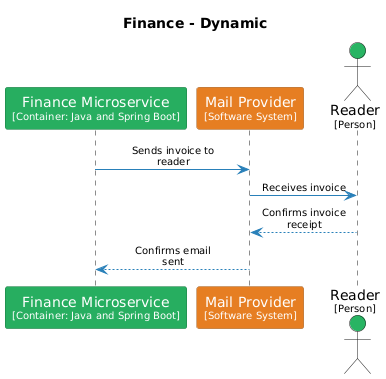 Finance - Dynamic
Finance Microservice
[Container: Java and Spring Boot]
Mail Provider
[Software System]
Reader
[Person]
Sends invoice to
reader
Receives invoice
Confirms invoice
receipt
Confirms email
sent
Finance Microservice
[Container: Java and Spring Boot]
Mail Provider
[Software System]
Reader
[Person]